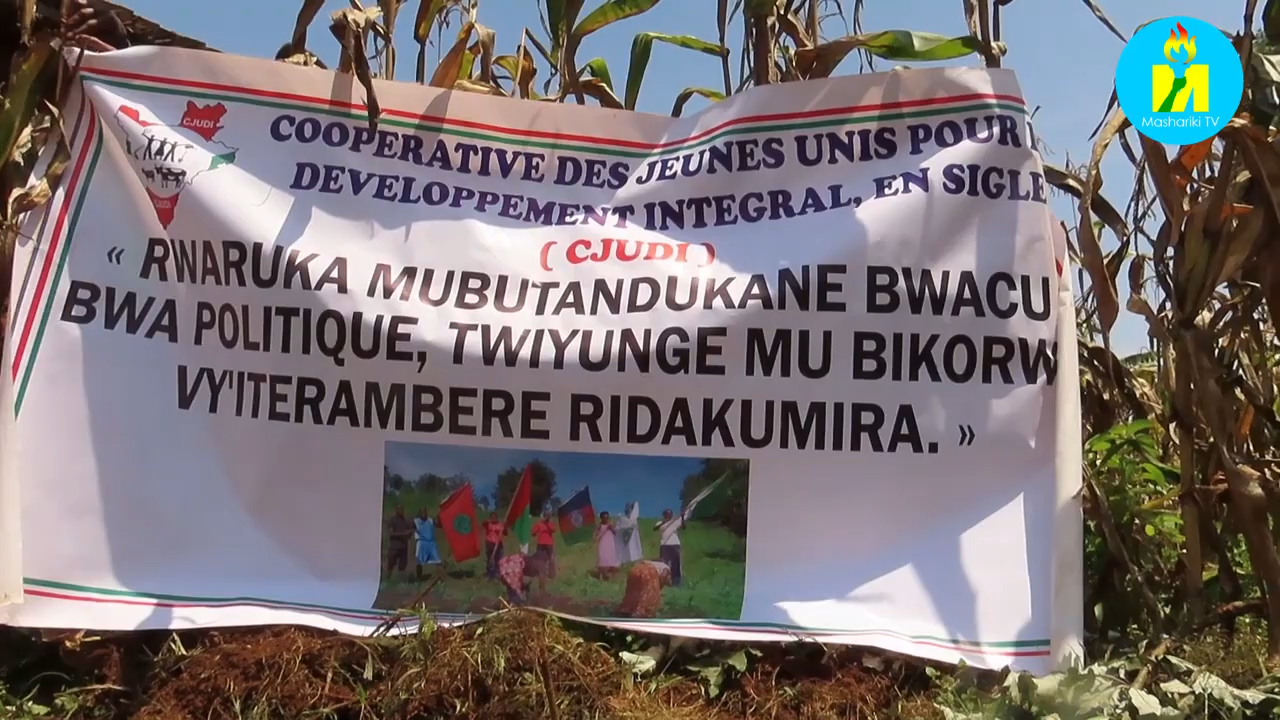 Mashariki TV
CJUDI
COOPERATIVE DES JEUNES UNIS POUR
DEVELOPPEMENT INTEGRAL, EN SIGLE
( CJUDI )
« RWARUKA MUBUTANDUKANE BWACU
BWA POLITIQUE, TWIYUNGE MU BIKORW
VY'ITERAMBERE RIDAKUMIRA. »